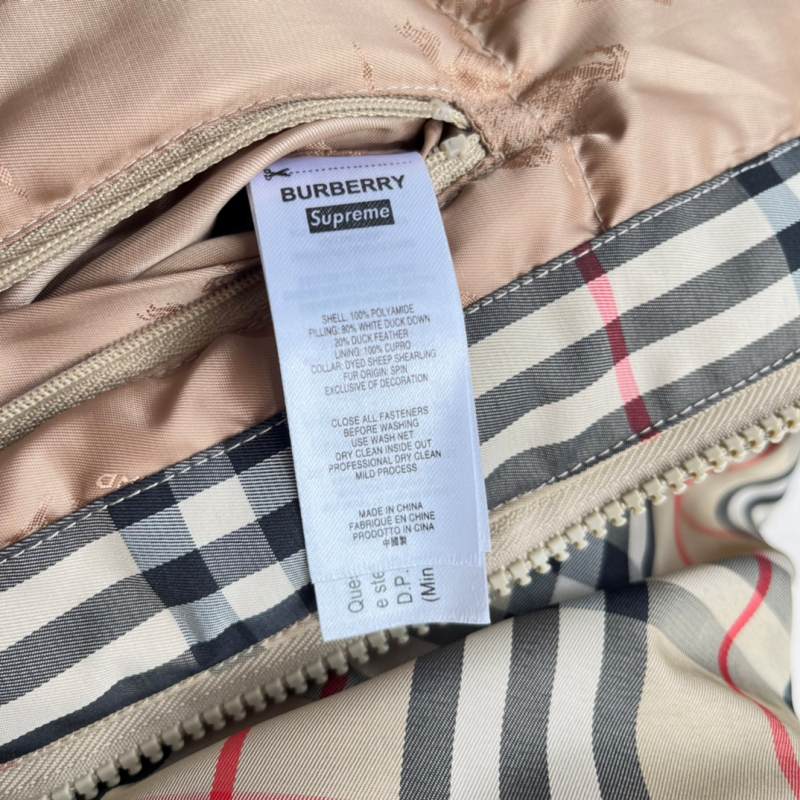 BURBERRY
Supreme
SHELL: 100% POLYAMIDE
FILLING: 80% WHITE DUCK DOWN
20% DUCK FEATHER
LINING: 100% CUPRO
COLLAR: DYED SHEEP SHEARLING
FUR ORIGIN: SPIN
EXCLUSIVE OF DECORATION
CLOSE ALL FASTENERS
BEFORE WASHING
USE WASH NET
DRY CLEAN INSIDE OUT
PROFESSIONAL DRY CLEAN
MILD PROCESS
MADE IN CHINA
FABRIQUÉ EN CHINE
PRODOTTO IN CINA
中國製
Que
e ste
D.P.
(Min